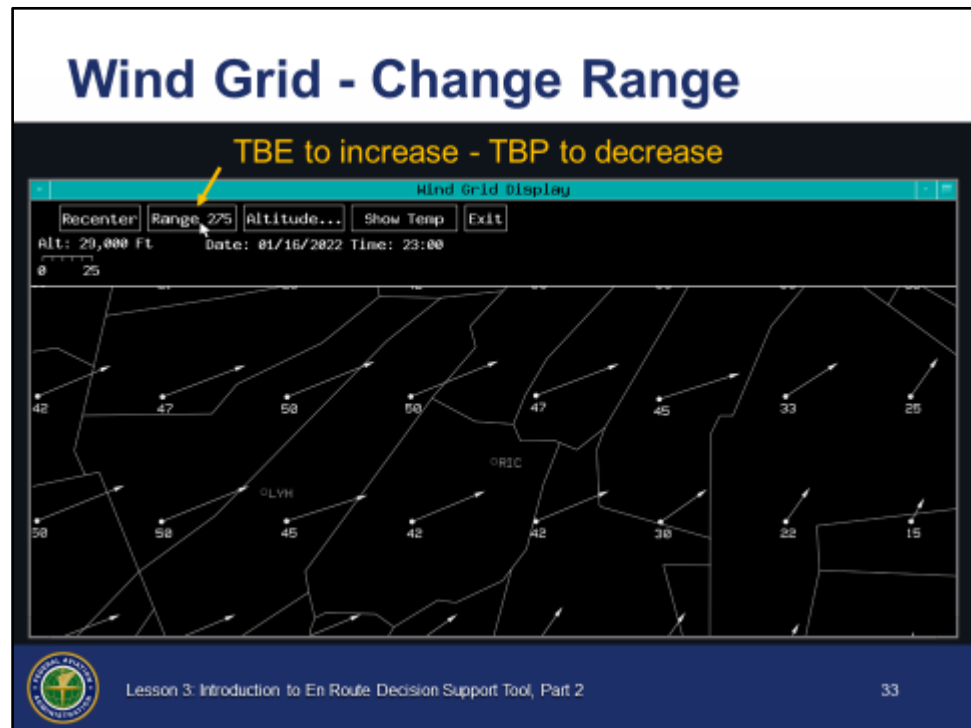 Wind Grid - Change Range
TBE to increase - TBP to decrease
Wind Grid Display
Recenter Range 275 Altitude... Show Temp Exit
Alt: 29,000 Ft Date: 01/16/2022 Time: 23:00
0 25
42 47 50 50 47 45 33 25
RIC
LYH
50 50 45 42 42 30 22 15
FEDERAL AVIATION
ADMINISTRATION
Lesson 3: Introduction to En Route Decision Support Tool, Part 2
33